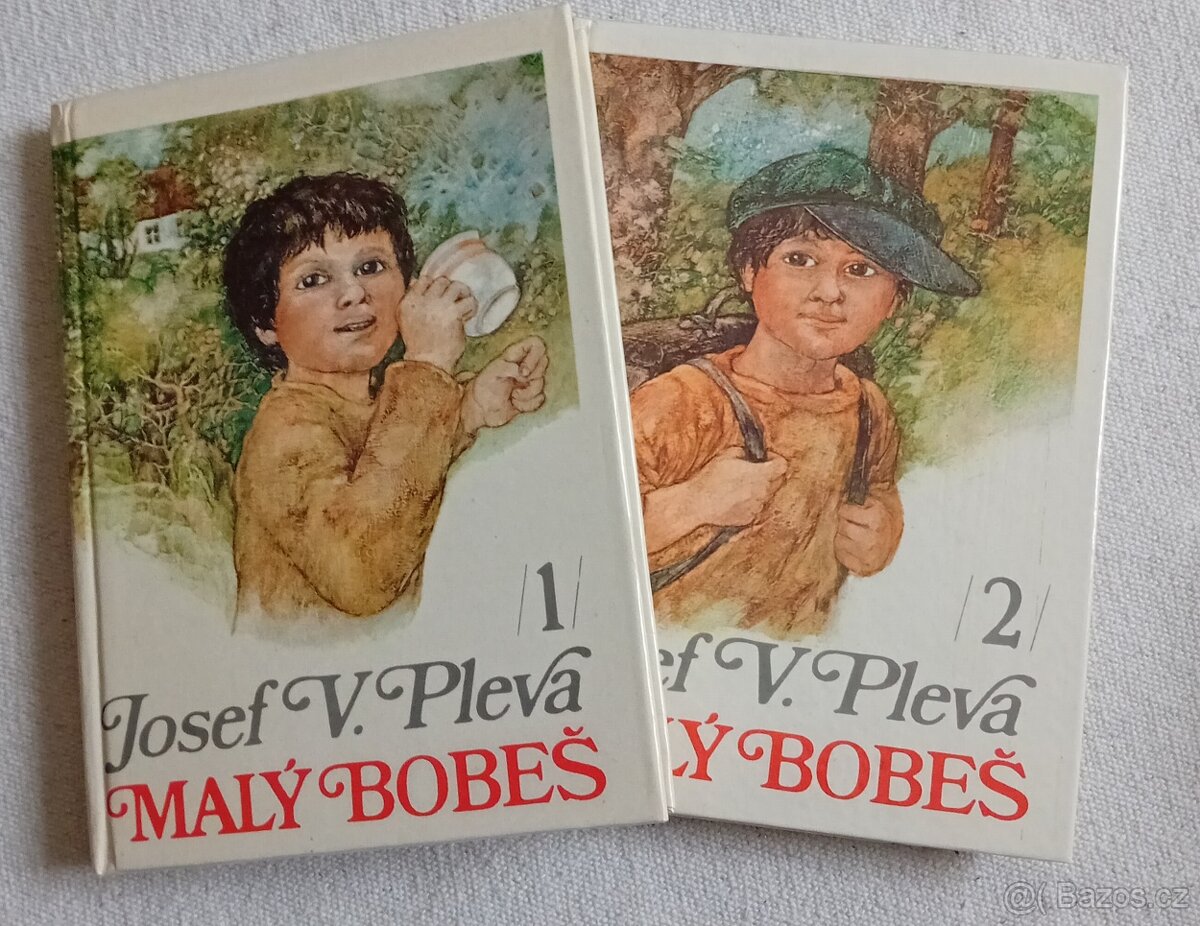 /1/
Josef V. Pleva
MALÝ BOBEŠ
/2/
ef V. Pleva
LÝ BOBEŠ
@( Bazos.cz